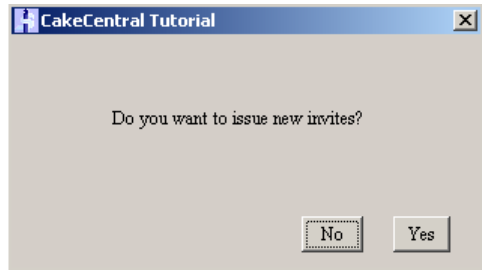 CakeCentral Tutorial
Do you want to issue new invites?
No Yes